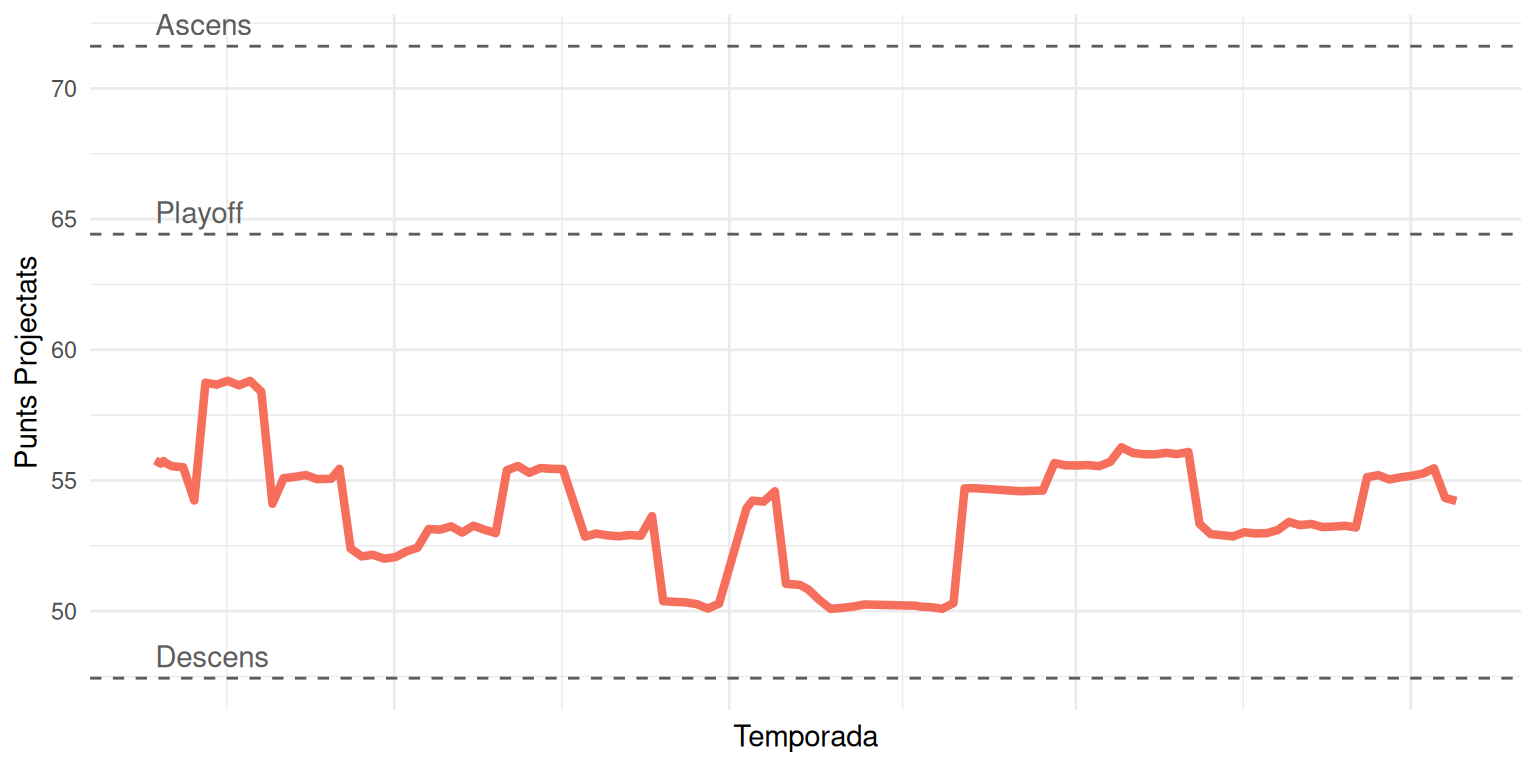 Ascens
70
Playoff
65
60
55
50
Descens
Punts Projectats
Temporada